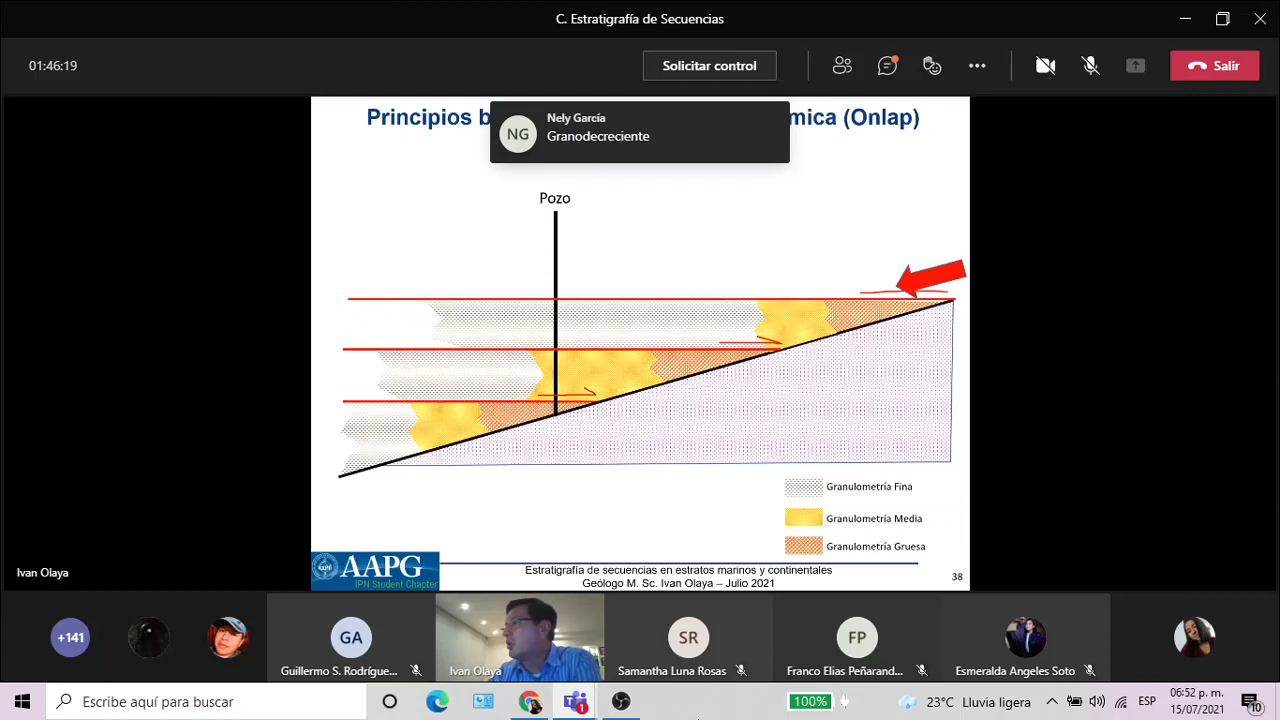 C. Estratigrafía de Secuencias
01:46:19
Solicitar control
Salir
Principios b
mica (Onlap)
NG
Nely García
Granodecreciente
Pozo
Granulometría Fina
Granulometría Media
Granulometría Gruesa
Ivan Olaya
AAPG
IPN Student Chapter
Estratigrafía de secuencias en estratos marinos y continentales
Geólogo M. Sc. Ivan Olaya – Julio 2021
38
+141
GA
Guillermo S. Rodrígue...
Ivan Olaya
SR
Samantha Luna Rosas
FP
Franco Elias Peñarand...
Esmeralda Angeles Soto
Escribe aquí para buscar
1
100%
23°C Lluvia ligera
ESP
06:52 p. m.
15/07/2021
10